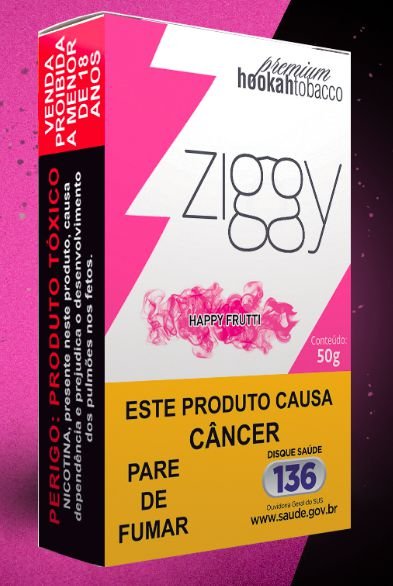 VENDA
PROIBIDA
A MENOR
DE 18
ANOS
PERIGO: PRODUTO TÓXICO
NICOTINA, presente neste produto, causa
dependência e prejudica o desenvolvimento
dos pulmões nos fetos.
premium
hookahtobacco
ziggy
HAPPY FRUTTI
Conteúdo:
50g
ESTE PRODUTO CAUSA
CÂNCER
PARE
DE
FUMAR
DISQUE SAÚDE
136
Ouvidoria Geral do SUS
www.saude.gov.br